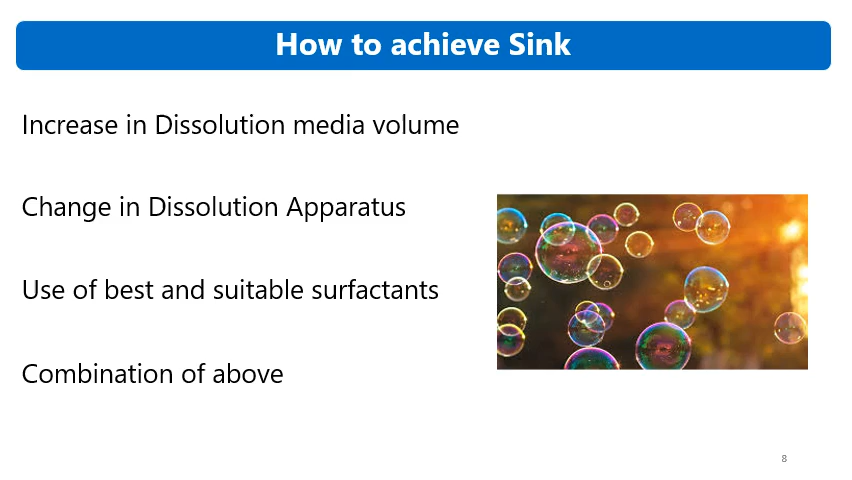 How to achieve Sink
Increase in Dissolution media volume
Change in Dissolution Apparatus
Use of best and suitable surfactants
Combination of above
8